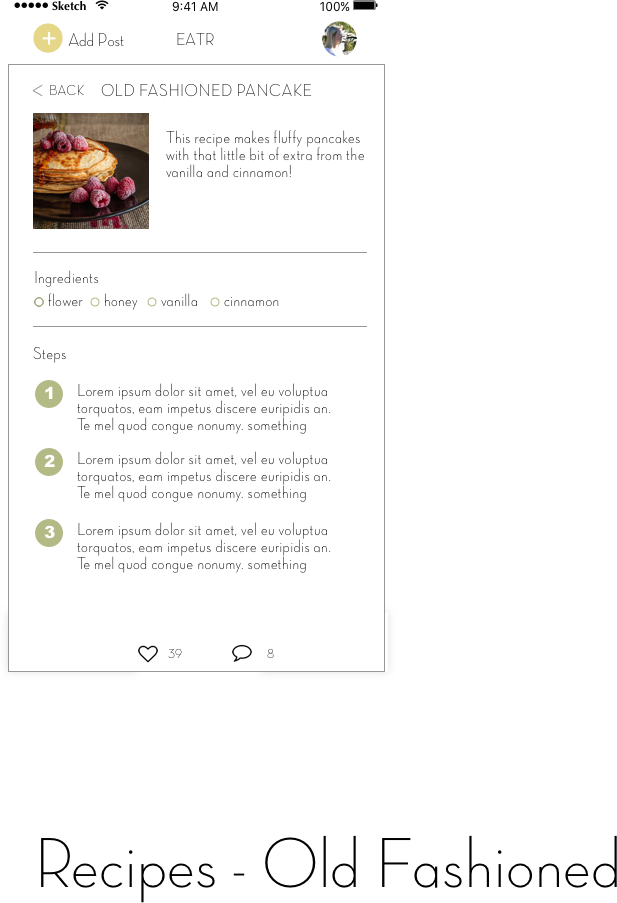 Sketch 9:41 AM 100%
Add Post EATR
< BACK OLD FASHIONED PANCAKE
This recipe makes fluffy pancakes
with that little bit of extra from the
vanilla and cinnamon!
Ingredients
flower honey vanilla cinnamon
Steps
1 Lorem ipsum dolor sit amet, vel eu voluptua
torquatos, eam impetus discere euripidis an.
Te mel quod congue nonumy. something
2 Lorem ipsum dolor sit amet, vel eu voluptua
torquatos, eam impetus discere euripidis an.
Te mel quod congue nonumy. something
3 Lorem ipsum dolor sit amet, vel eu voluptua
torquatos, eam impetus discere euripidis an.
Te mel quod congue nonumy. something
39 8
Recipes - Old Fashioned